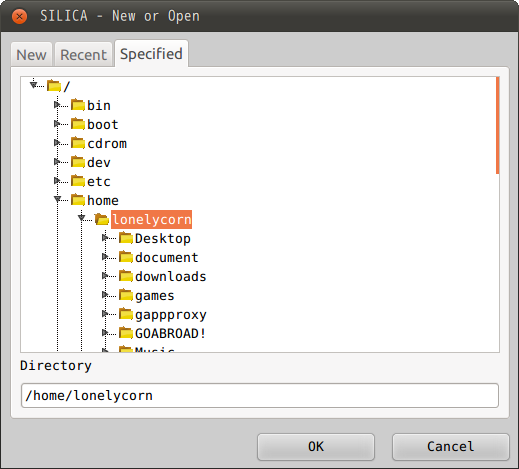 SILICA - New or Open
New Recent Specified
/
bin
boot
cdrom
dev
etc
home
lonelycorn
Desktop
document
downloads
games
gappproxy
GOABROAD!
Music
Directory
/home/lonelycorn
OK Cancel